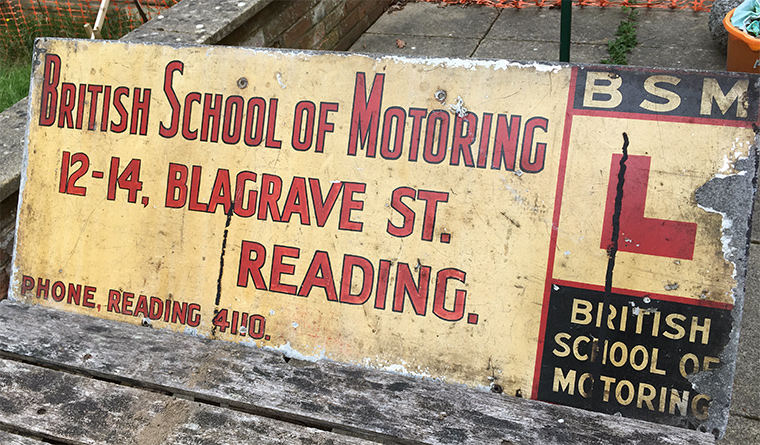 BRITISH SCHOOL OF MOTORING
12-14, BLAGRAVE ST.
READING.
PHONE, READING 4110.
BSM
L
BRITISH
SCHOOL OF
MOTORING